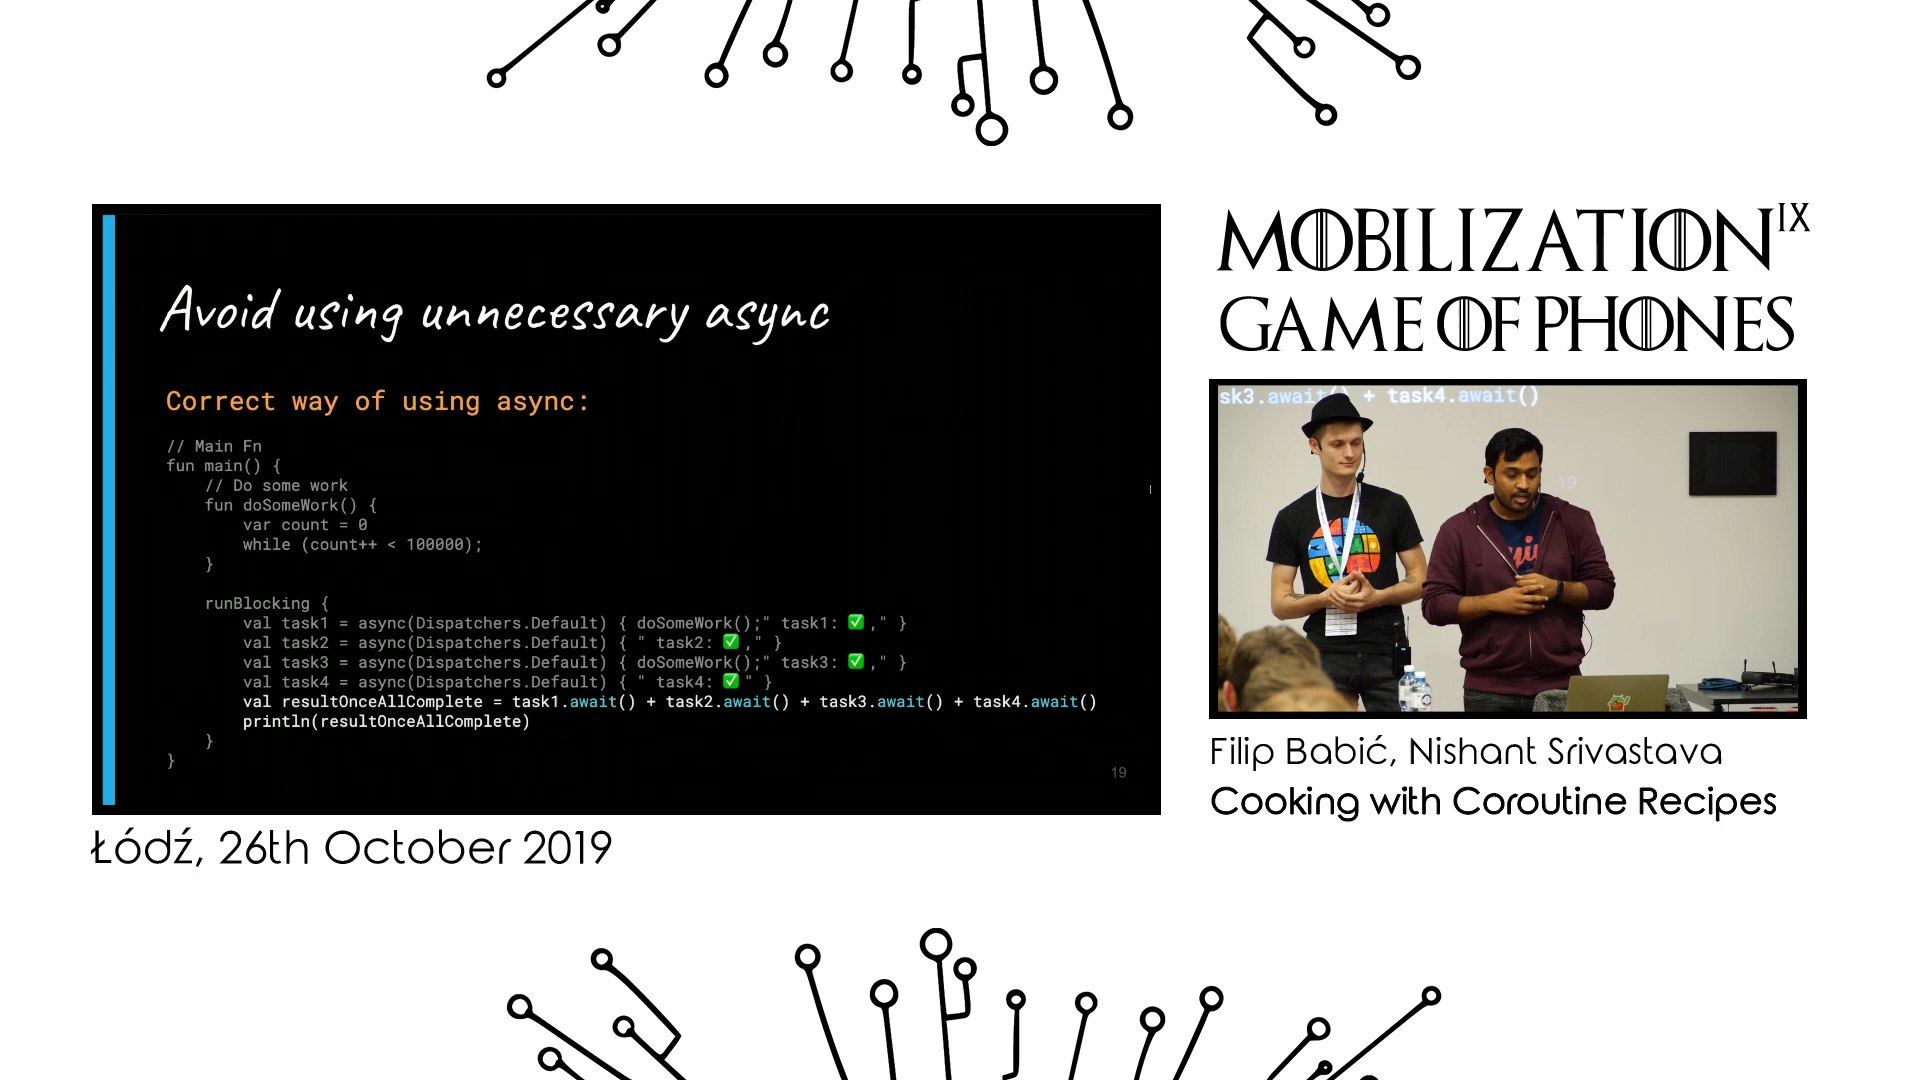 Avoid using unnecessary async
Correct way of using async:
// Main Fn
fun main() {
// Do some work
fun doSomeWork() {
var count = 0
while (count++ < 100000);
}
runBlocking {
val task1 = async(Dispatchers.Default) { doSomeWork();" task1: ✅," }
val task2 = async(Dispatchers.Default) { " task2: ✅," }
val task3 = async(Dispatchers.Default) { doSomeWork();" task3: ✅," }
val task4 = async(Dispatchers.Default) { " task4: ✅" }
val resultOnceAllComplete = task1.await() + task2.await() + task3.await() + task4.await()
println(resultOnceAllComplete)
}
}
19
Łódź, 26th October 2019
MOBILIZATION IX
GAME OF PHONES
sk3.await() + task4.await()
19
Filip Babić, Nishant Srivastava
Cooking with Coroutine Recipes